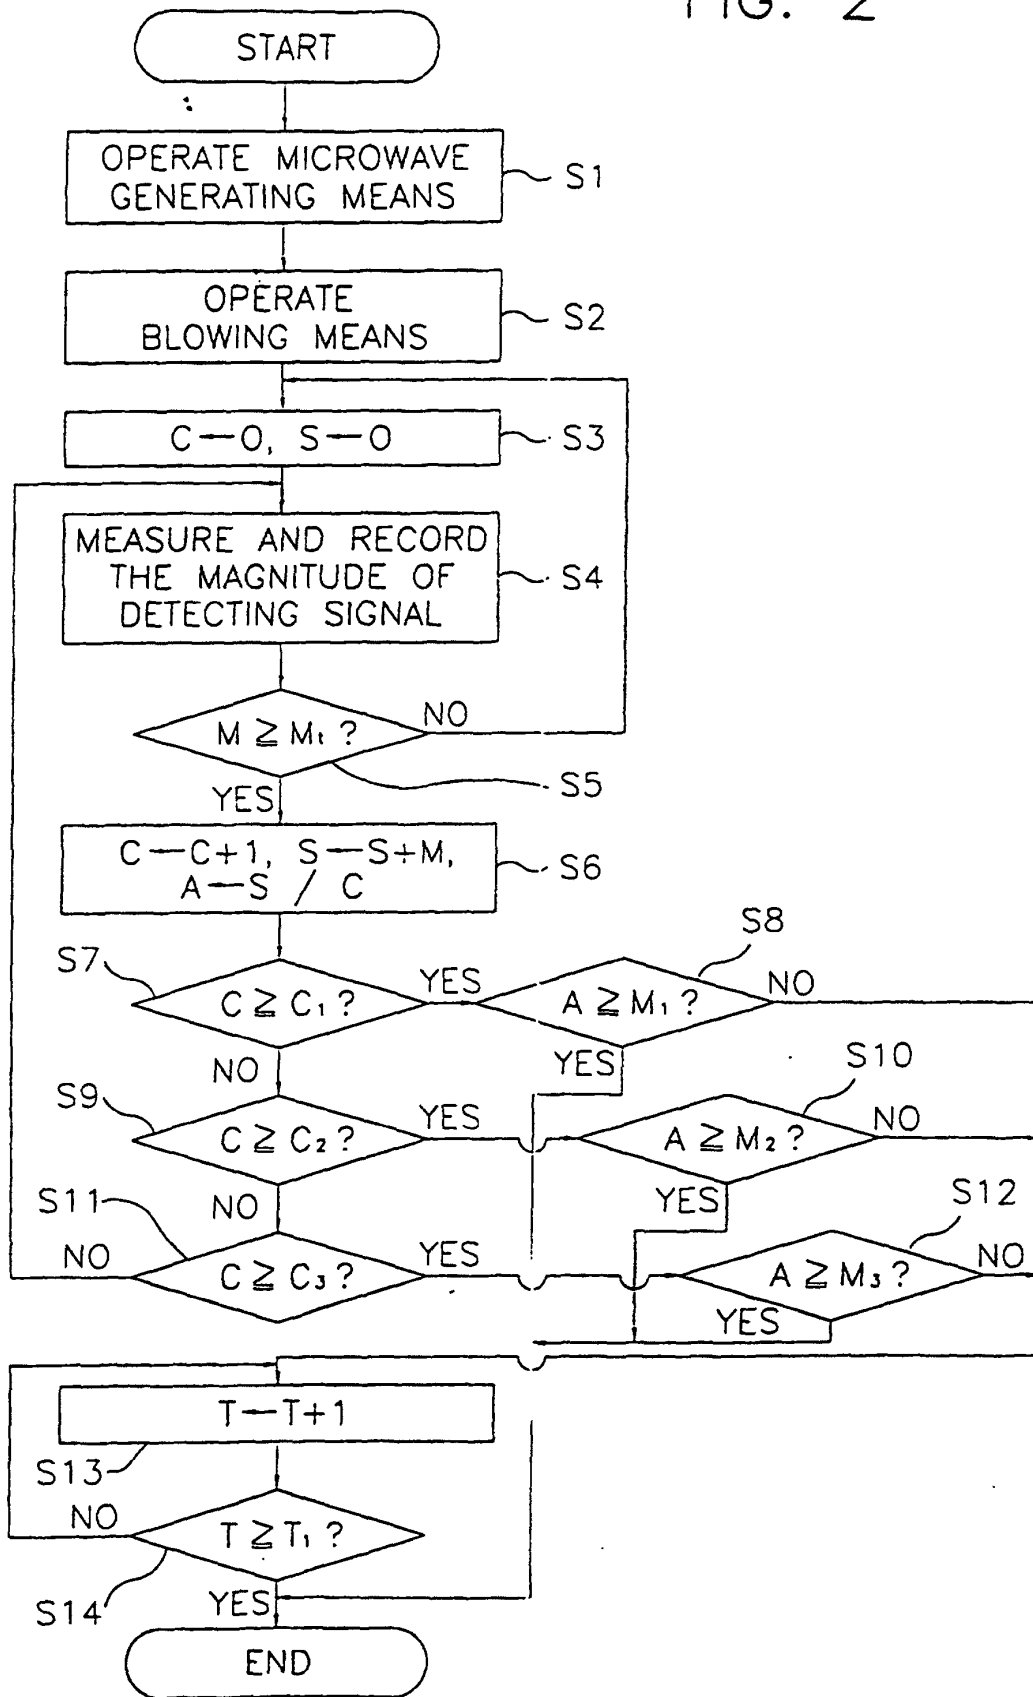 FIG. 2
START
OPERATE MICROWAVE
GENERATING MEANS
S1
OPERATE
BLOWING MEANS
S2
C←0, S←0
S3
MEASURE AND RECORD
THE MAGNITUDE OF
DETECTING SIGNAL
S4
M ≧ Mt ?
NO
S5
YES
C←C+1, S←S+M,
A←S / C
S6
S7
C ≧ C1 ?
YES
S8
A ≧ M1 ?
NO
NO
YES
S9
C ≧ C2 ?
YES
S10
A ≧ M2 ?
NO
NO
YES
S11
NO
C ≧ C3 ?
YES
S12
A ≧ M3 ?
NO
YES
T←T+1
S13
NO
T ≧ T1 ?
S14
YES
END